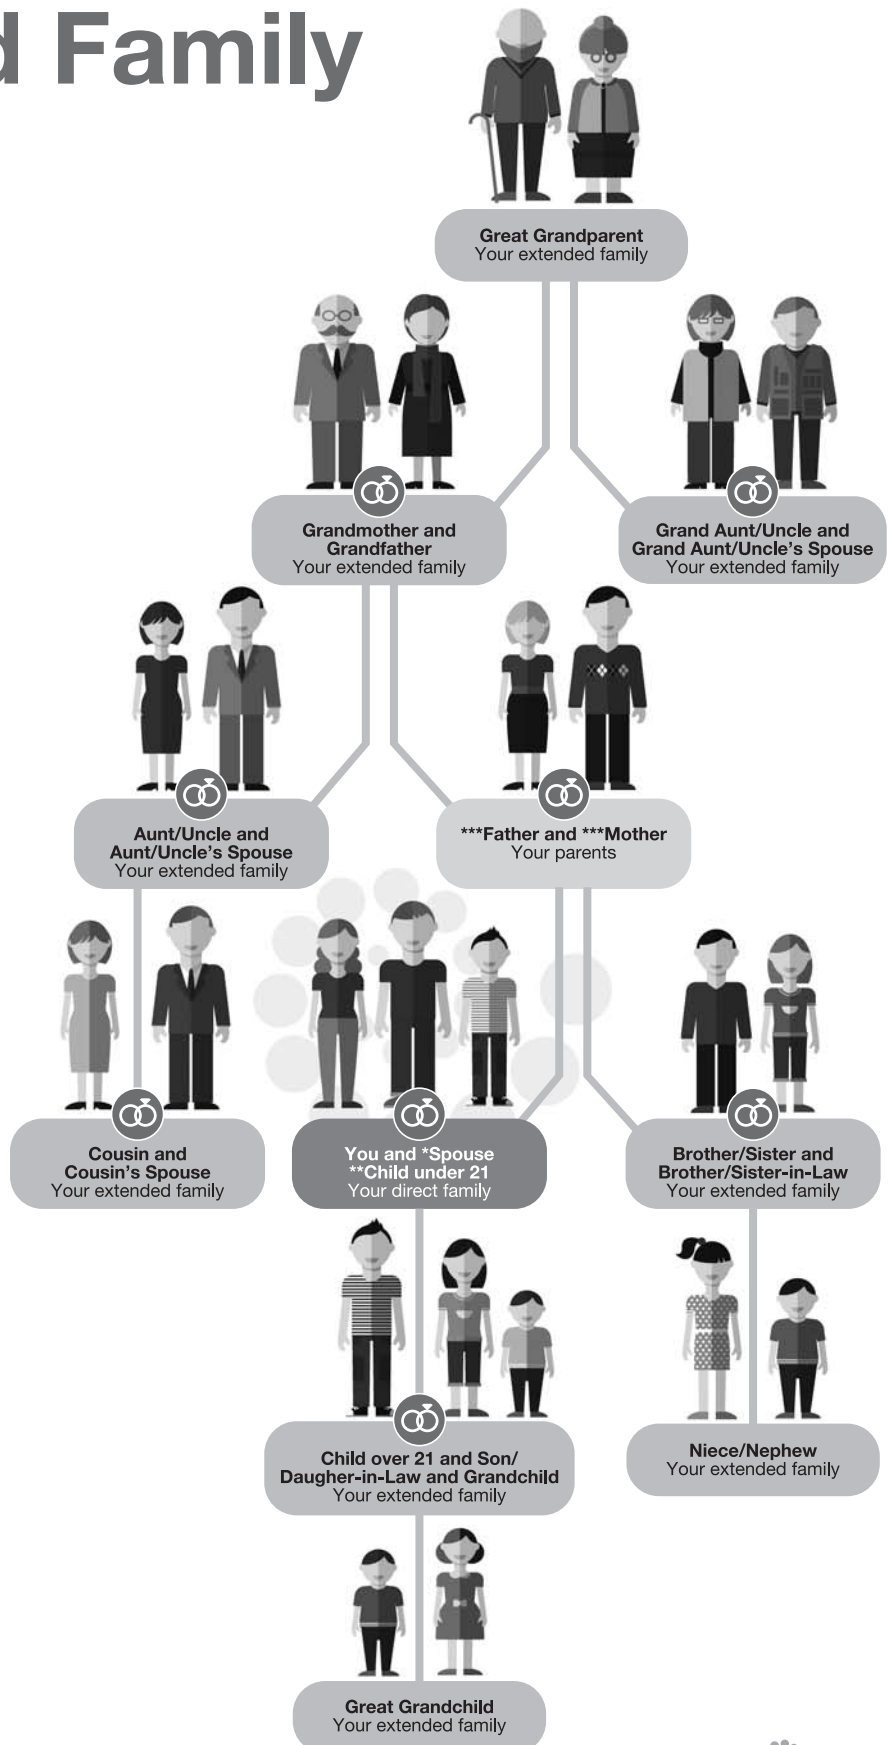 d Family
Great Grandparent
Your extended family
Grandmother and
Grandfather
Your extended family
Grand Aunt/Uncle and
Grand Aunt/Uncle's Spouse
Your extended family
Aunt/Uncle and
Aunt/Uncle's Spouse
Your extended family
***Father and ***Mother
Your parents
Cousin and
Cousin's Spouse
Your extended family
You and *Spouse
**Child under 21
Your direct family
Brother/Sister and
Brother/Sister-in-Law
Your extended family
Child over 21 and Son/
Daugher-in-Law and Grandchild
Your extended family
Niece/Nephew
Your extended family
Great Grandchild
Your extended family